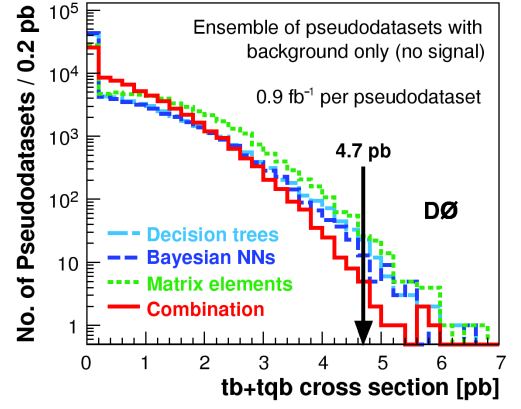 No. of Pseudodatasets / 0.2 pb
10⁵
10⁴
10³
10²
10
1
Ensemble of pseudodatasets with
background only (no signal)
0.9 fb⁻¹ per pseudodataset
4.7 pb
DØ
Decision trees
Bayesian NNs
Matrix elements
Combination
0 1 2 3 4 5 6 7
tb+tqb cross section [pb]